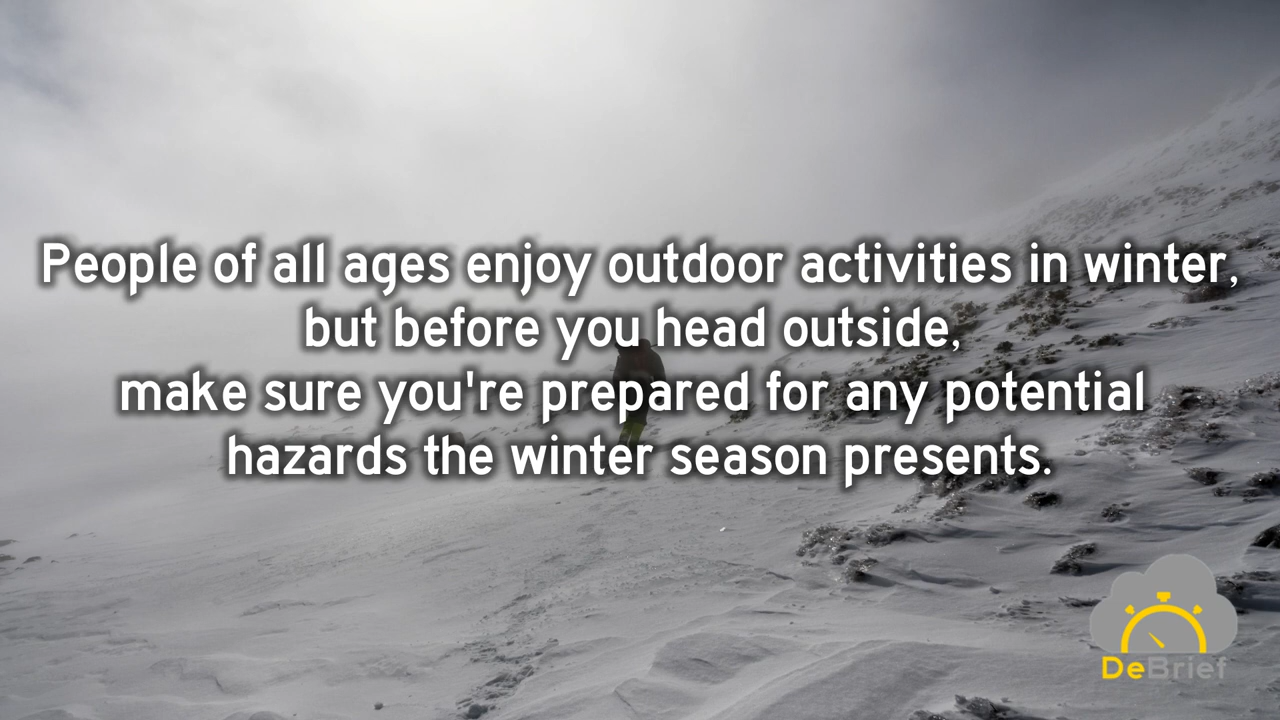 People of all ages enjoy outdoor activities in winter,
but before you head outside,
make sure you're prepared for any potential
hazards the winter season presents.
DeBrief